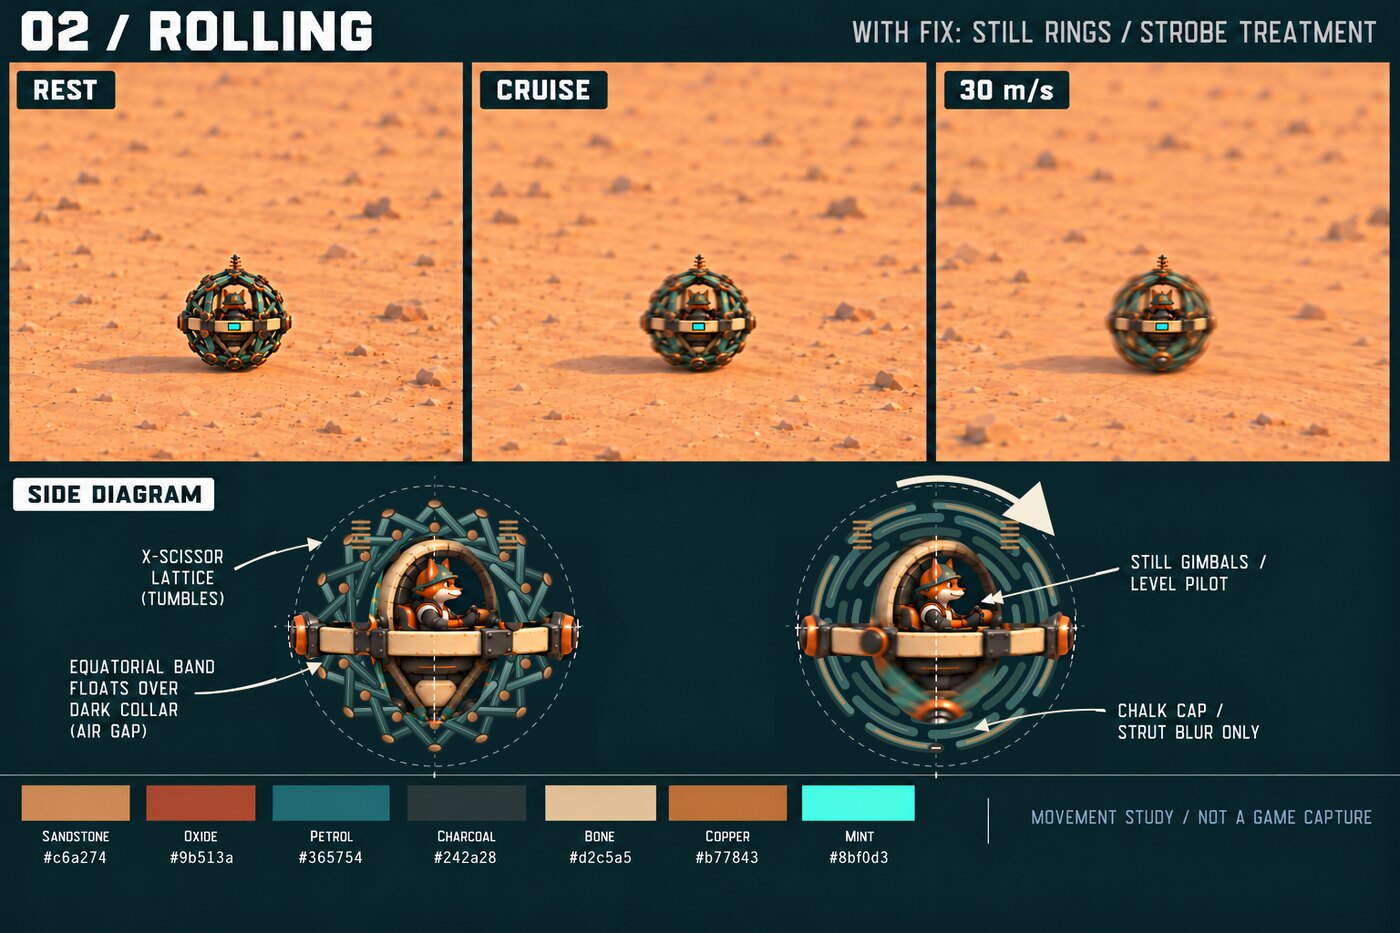 02 / ROLLING
WITH FIX: STILL RINGS / STROBE TREATMENT
REST
CRUISE
30 m/s
SIDE DIAGRAM
X-SCISSOR
LATTICE
(TUMBLES)
EQUATORIAL BAND
FLOATS OVER
DARK COLLAR
(AIR GAP)
STILL GIMBALS /
LEVEL PILOT
CHALK CAP /
STRUT BLUR ONLY
SANDSTONE
#c6a274
OXIDE
#9b513a
PETROL
#365754
CHARCOAL
#242a28
BONE
#d2c5a5
COPPER
#b77843
MINT
#8bf0d3
MOVEMENT STUDY / NOT A GAME CAPTURE